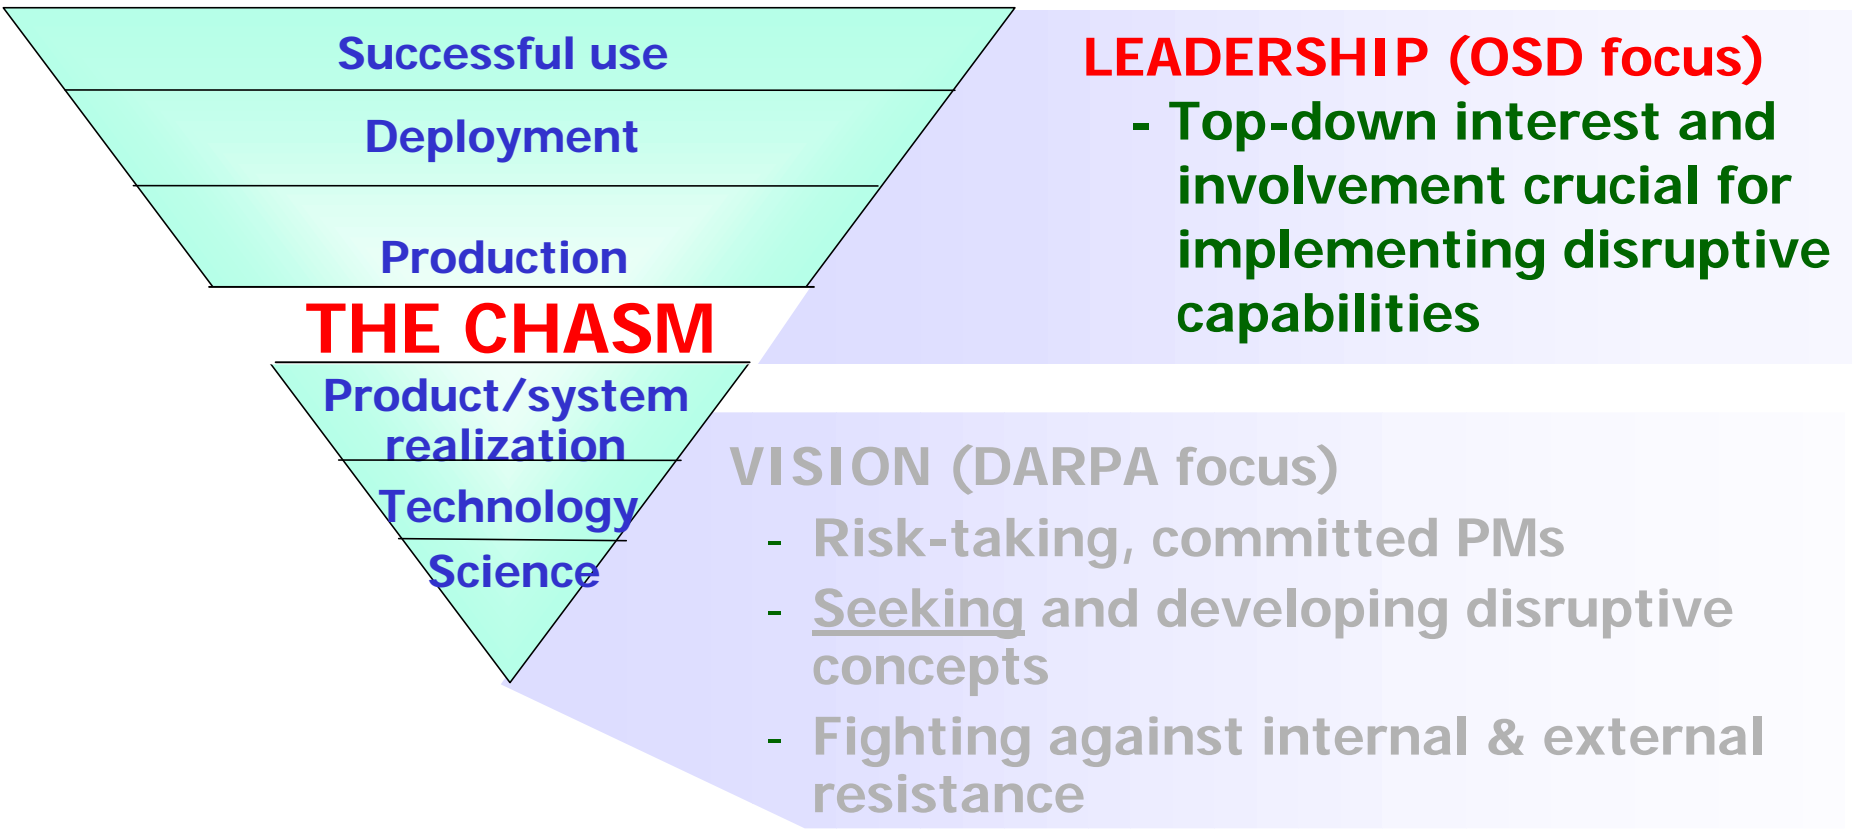 Successful use
Deployment
Production
THE CHASM
Product/system
realization
Technology
Science
LEADERSHIP (OSD focus)
- Top-down interest and
involvement crucial for
implementing disruptive
capabilities
VISION (DARPA focus)
- Risk-taking, committed PMs
- Seeking and developing disruptive
concepts
- Fighting against internal & external
resistance